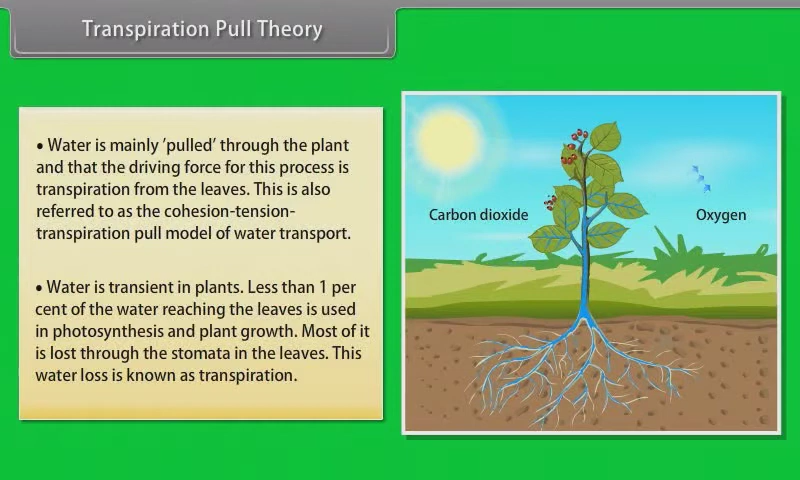 Transpiration Pull Theory
• Water is mainly ‘pulled’ through the plant
and that the driving force for this process is
transpiration from the leaves. This is also
referred to as the cohesion-tension-
transpiration pull model of water transport.
• Water is transient in plants. Less than 1 per
cent of the water reaching the leaves is used
in photosynthesis and plant growth. Most of it
is lost through the stomata in the leaves. This
water loss is known as transpiration.
Carbon dioxide
Oxygen